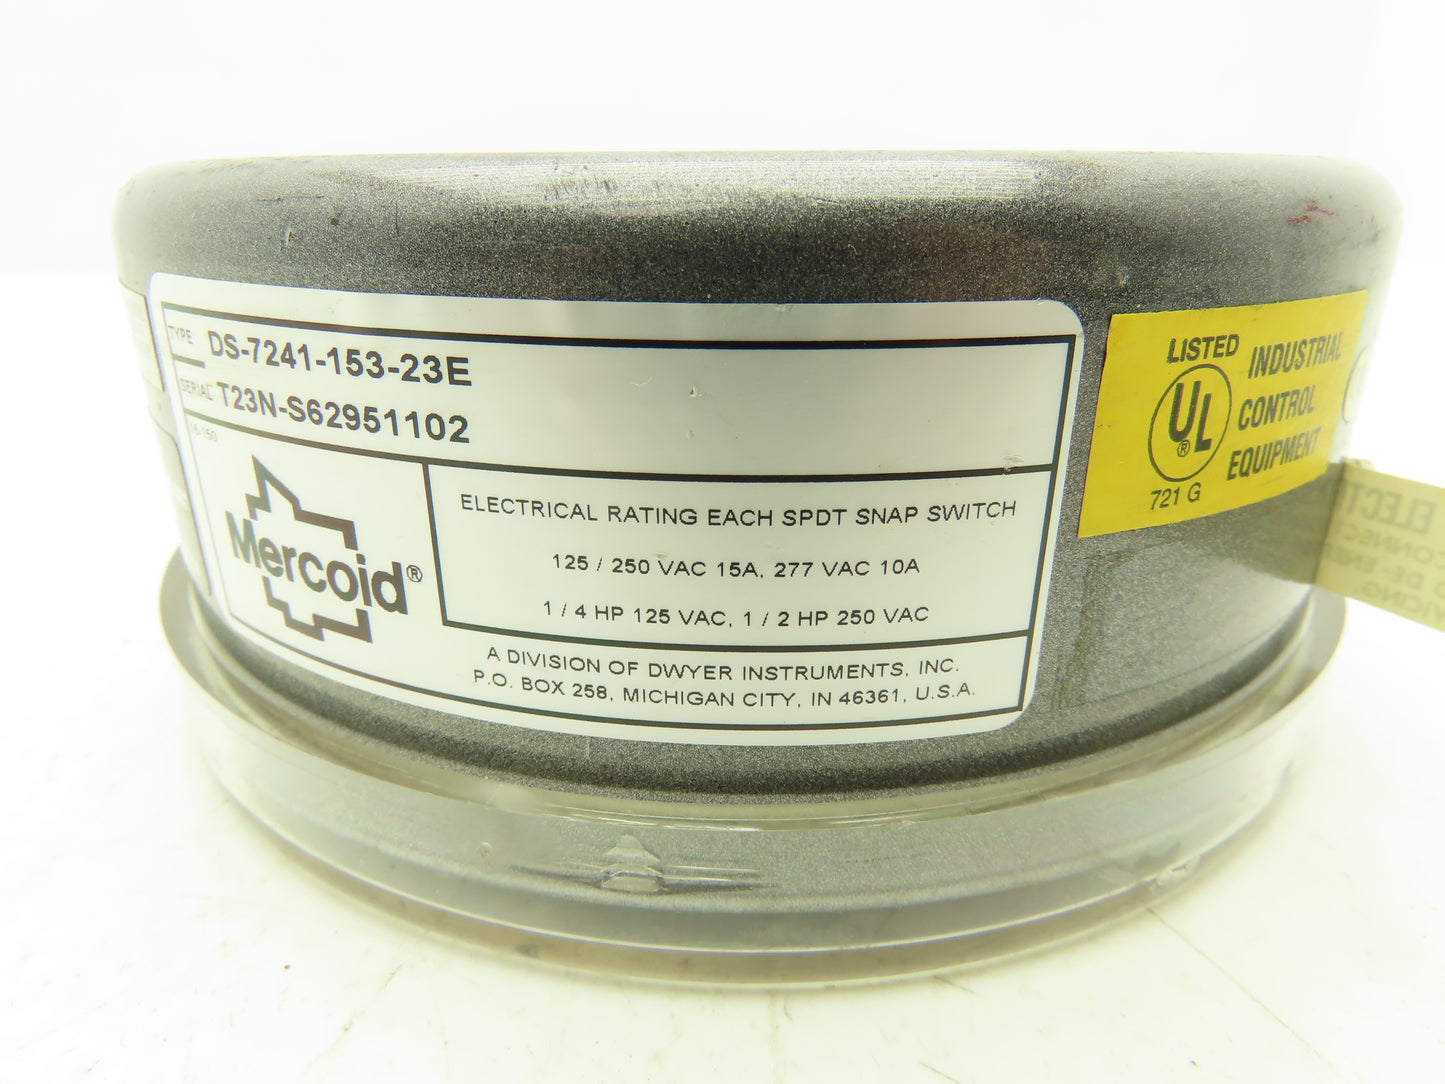 TYPE DS-7241-153-23E
SERIAL T23N-S62951102
15-150
Mercoid®
ELECTRICAL RATING EACH SPDT SNAP SWITCH
125 / 250 VAC 15A, 277 VAC 10A
1 / 4 HP 125 VAC, 1 / 2 HP 250 VAC
A DIVISION OF DWYER INSTRUMENTS, INC.
P.O. BOX 258, MICHIGAN CITY, IN 46361, U.S.A.
LISTED
UL®
721 G
INDUSTRIAL
CONTROL
EQUIPMENT